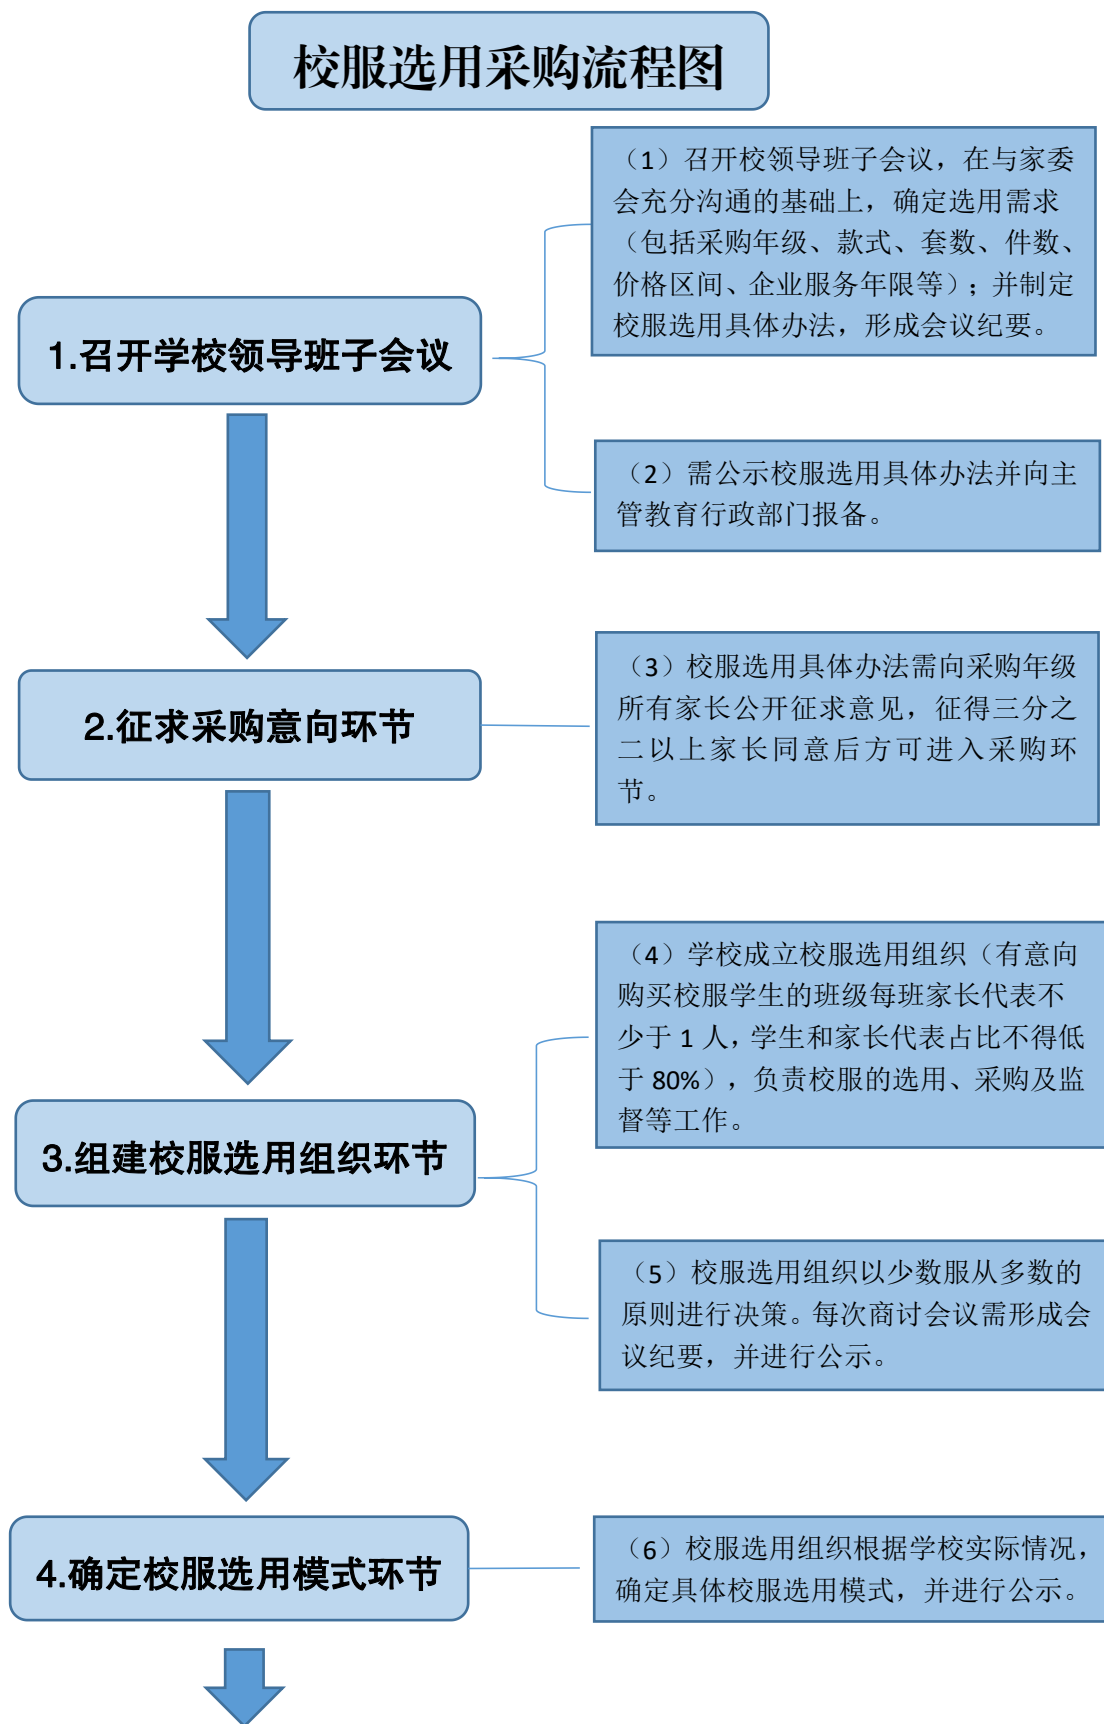 校服选用采购流程图
（1）召开校领导班子会议，在与家委
会充分沟通的基础上，确定选用需求
（包括采购年级、款式、套数、件数、
价格区间、企业服务年限等）；并制定
校服选用具体办法，形成会议纪要。
1.召开学校领导班子会议
（2）需公示校服选用具体办法并向主
管教育行政部门报备。
（3）校服选用具体办法需向采购年级
所有家长公开征求意见，征得三分之
二以上家长同意后方可进入采购环
节。
2.征求采购意向环节
（4）学校成立校服选用组织（有意向
购买校服学生的班级每班家长代表不
少于 1 人，学生和家长代表占比不得低
于 80%），负责校服的选用、采购及监
督等工作。
3.组建校服选用组织环节
（5）校服选用组织以少数服从多数的
原则进行决策。每次商讨会议需形成会
议纪要，并进行公示。
4.确定校服选用模式环节
（6）校服选用组织根据学校实际情况，
确定具体校服选用模式，并进行公示。